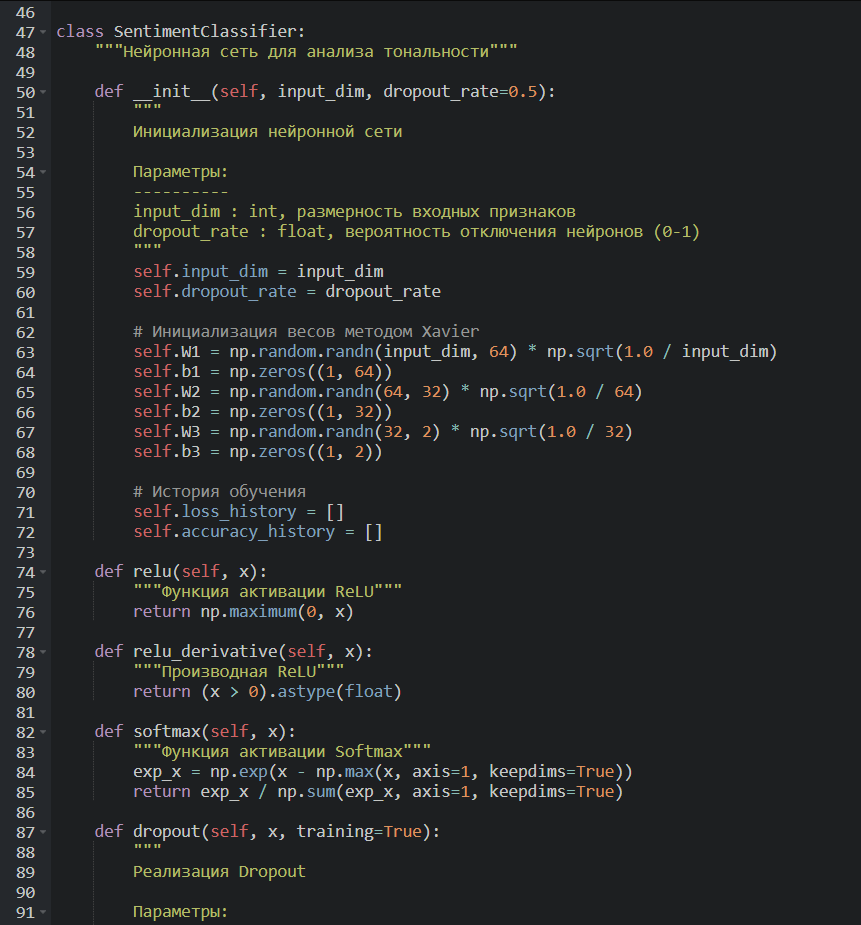 46
47 class SentimentClassifier:
48     """Нейронная сеть для анализа тональности"""
49
50     def __init__(self, input_dim, dropout_rate=0.5):
51         """
52         Инициализация нейронной сети
53
54         Параметры:
55         ----------
56         input_dim : int, размерность входных признаков
57         dropout_rate : float, вероятность отключения нейронов (0-1)
58         """
59         self.input_dim = input_dim
60         self.dropout_rate = dropout_rate
61
62         # Инициализация весов методом Xavier
63         self.W1 = np.random.randn(input_dim, 64) * np.sqrt(1.0 / input_dim)
64         self.b1 = np.zeros((1, 64))
65         self.W2 = np.random.randn(64, 32) * np.sqrt(1.0 / 64)
66         self.b2 = np.zeros((1, 32))
67         self.W3 = np.random.randn(32, 2) * np.sqrt(1.0 / 32)
68         self.b3 = np.zeros((1, 2))
69
70         # История обучения
71         self.loss_history = []
72         self.accuracy_history = []
73
74     def relu(self, x):
75         """Функция активации ReLU"""
76         return np.maximum(0, x)
77
78     def relu_derivative(self, x):
79         """Производная ReLU"""
80         return (x > 0).astype(float)
81
82     def softmax(self, x):
83         """Функция активации Softmax"""
84         exp_x = np.exp(x - np.max(x, axis=1, keepdims=True))
85         return exp_x / np.sum(exp_x, axis=1, keepdims=True)
86
87     def dropout(self, x, training=True):
88         """
89         Реализация Dropout
90
91         Параметры: